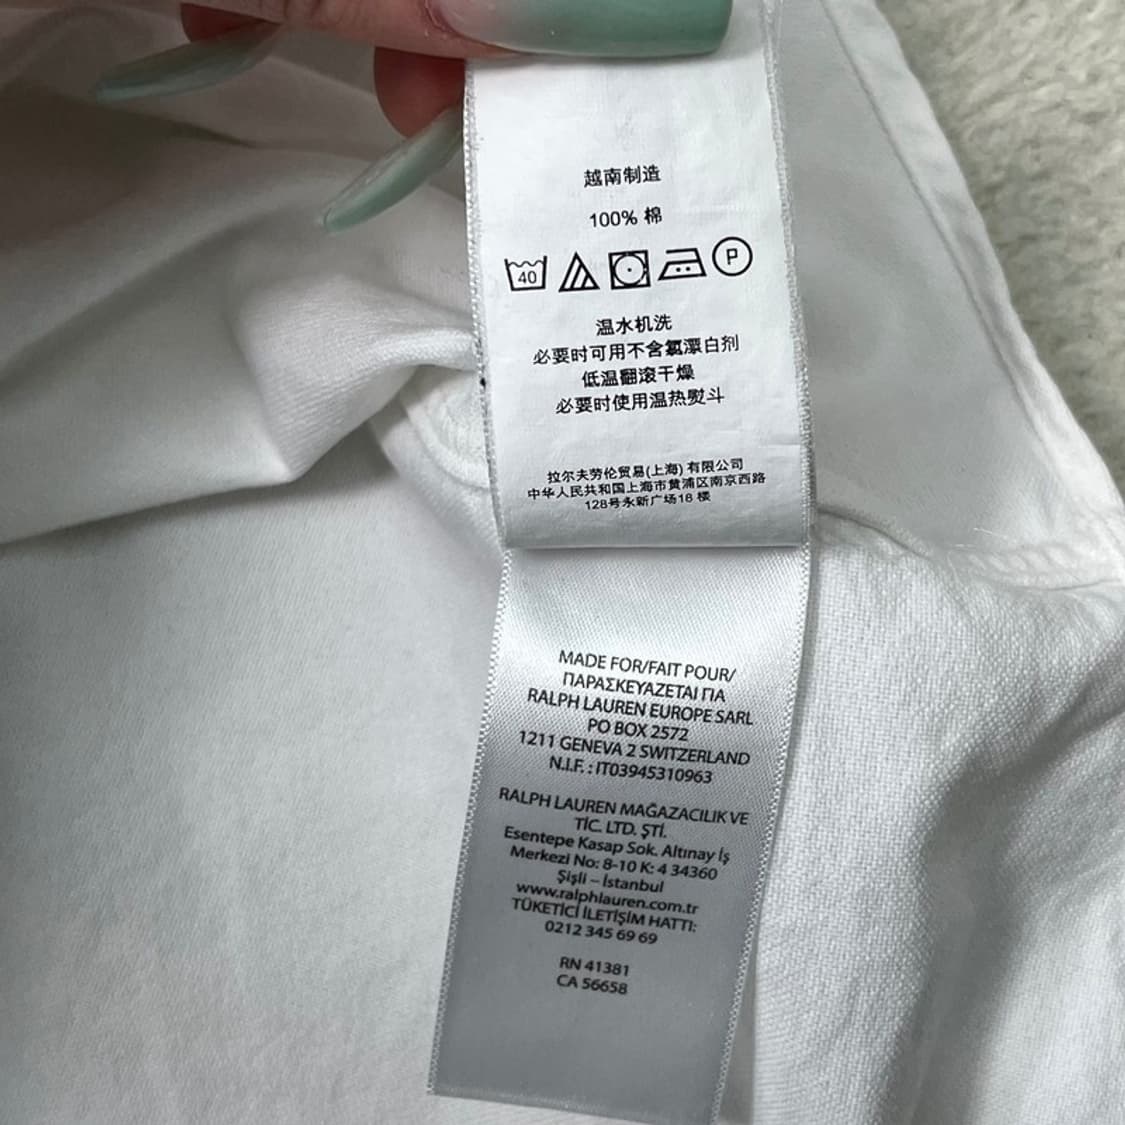 越南制造
100% 棉
40
P
温水机洗
必要时可用不含氯漂白剂
低温翻滚干燥
必要时使用温热熨斗
拉尔夫劳伦贸易(上海) 有限公司
中华人民共和国上海市黄浦区南京西路
128号永新广场18 楼
MADE FOR/FAIT POUR/
ΠΑΡΑΣΚΕΥΑΖΕΤΑΙ ΓΙΑ
RALPH LAUREN EUROPE SARL
PO BOX 2572
1211 GENEVA 2 SWITZERLAND
N.I.F. : IT03945310963
RALPH LAUREN MAĞAZACILIK VE
TİC. LTD. ŞTİ.
Esentepe Kasap Sok. Altınay İş
Merkezi No: 8-10 K: 4 34360
Şişli – İstanbul
www.ralphlauren.com.tr
TÜKETİCİ İLETİŞİM HATTI:
0212 345 69 69
RN 41381
CA 56658